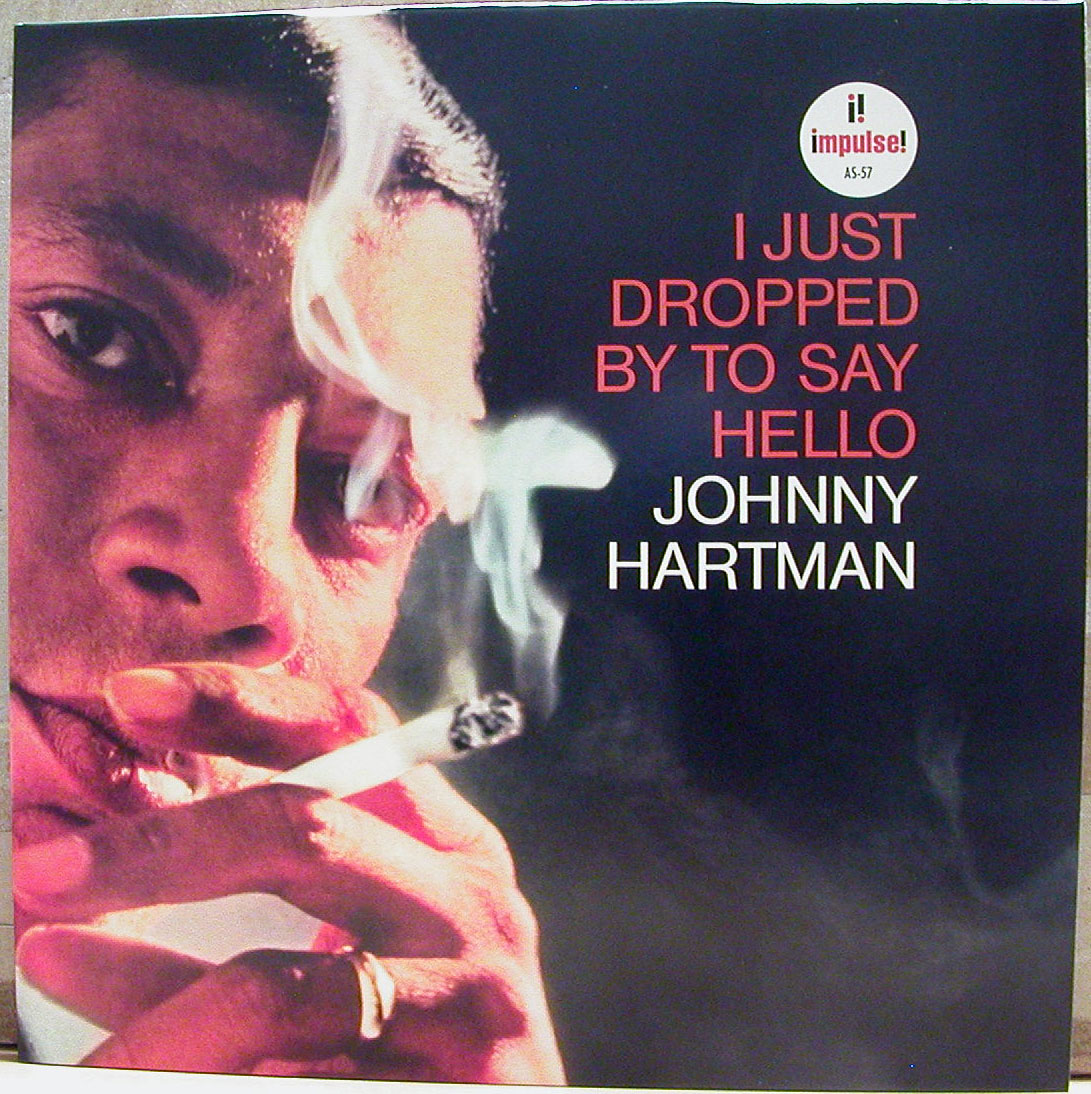 i!
impulse!
AS-57
I JUST
DROPPED
BY TO SAY
HELLO
JOHNNY
HARTMAN